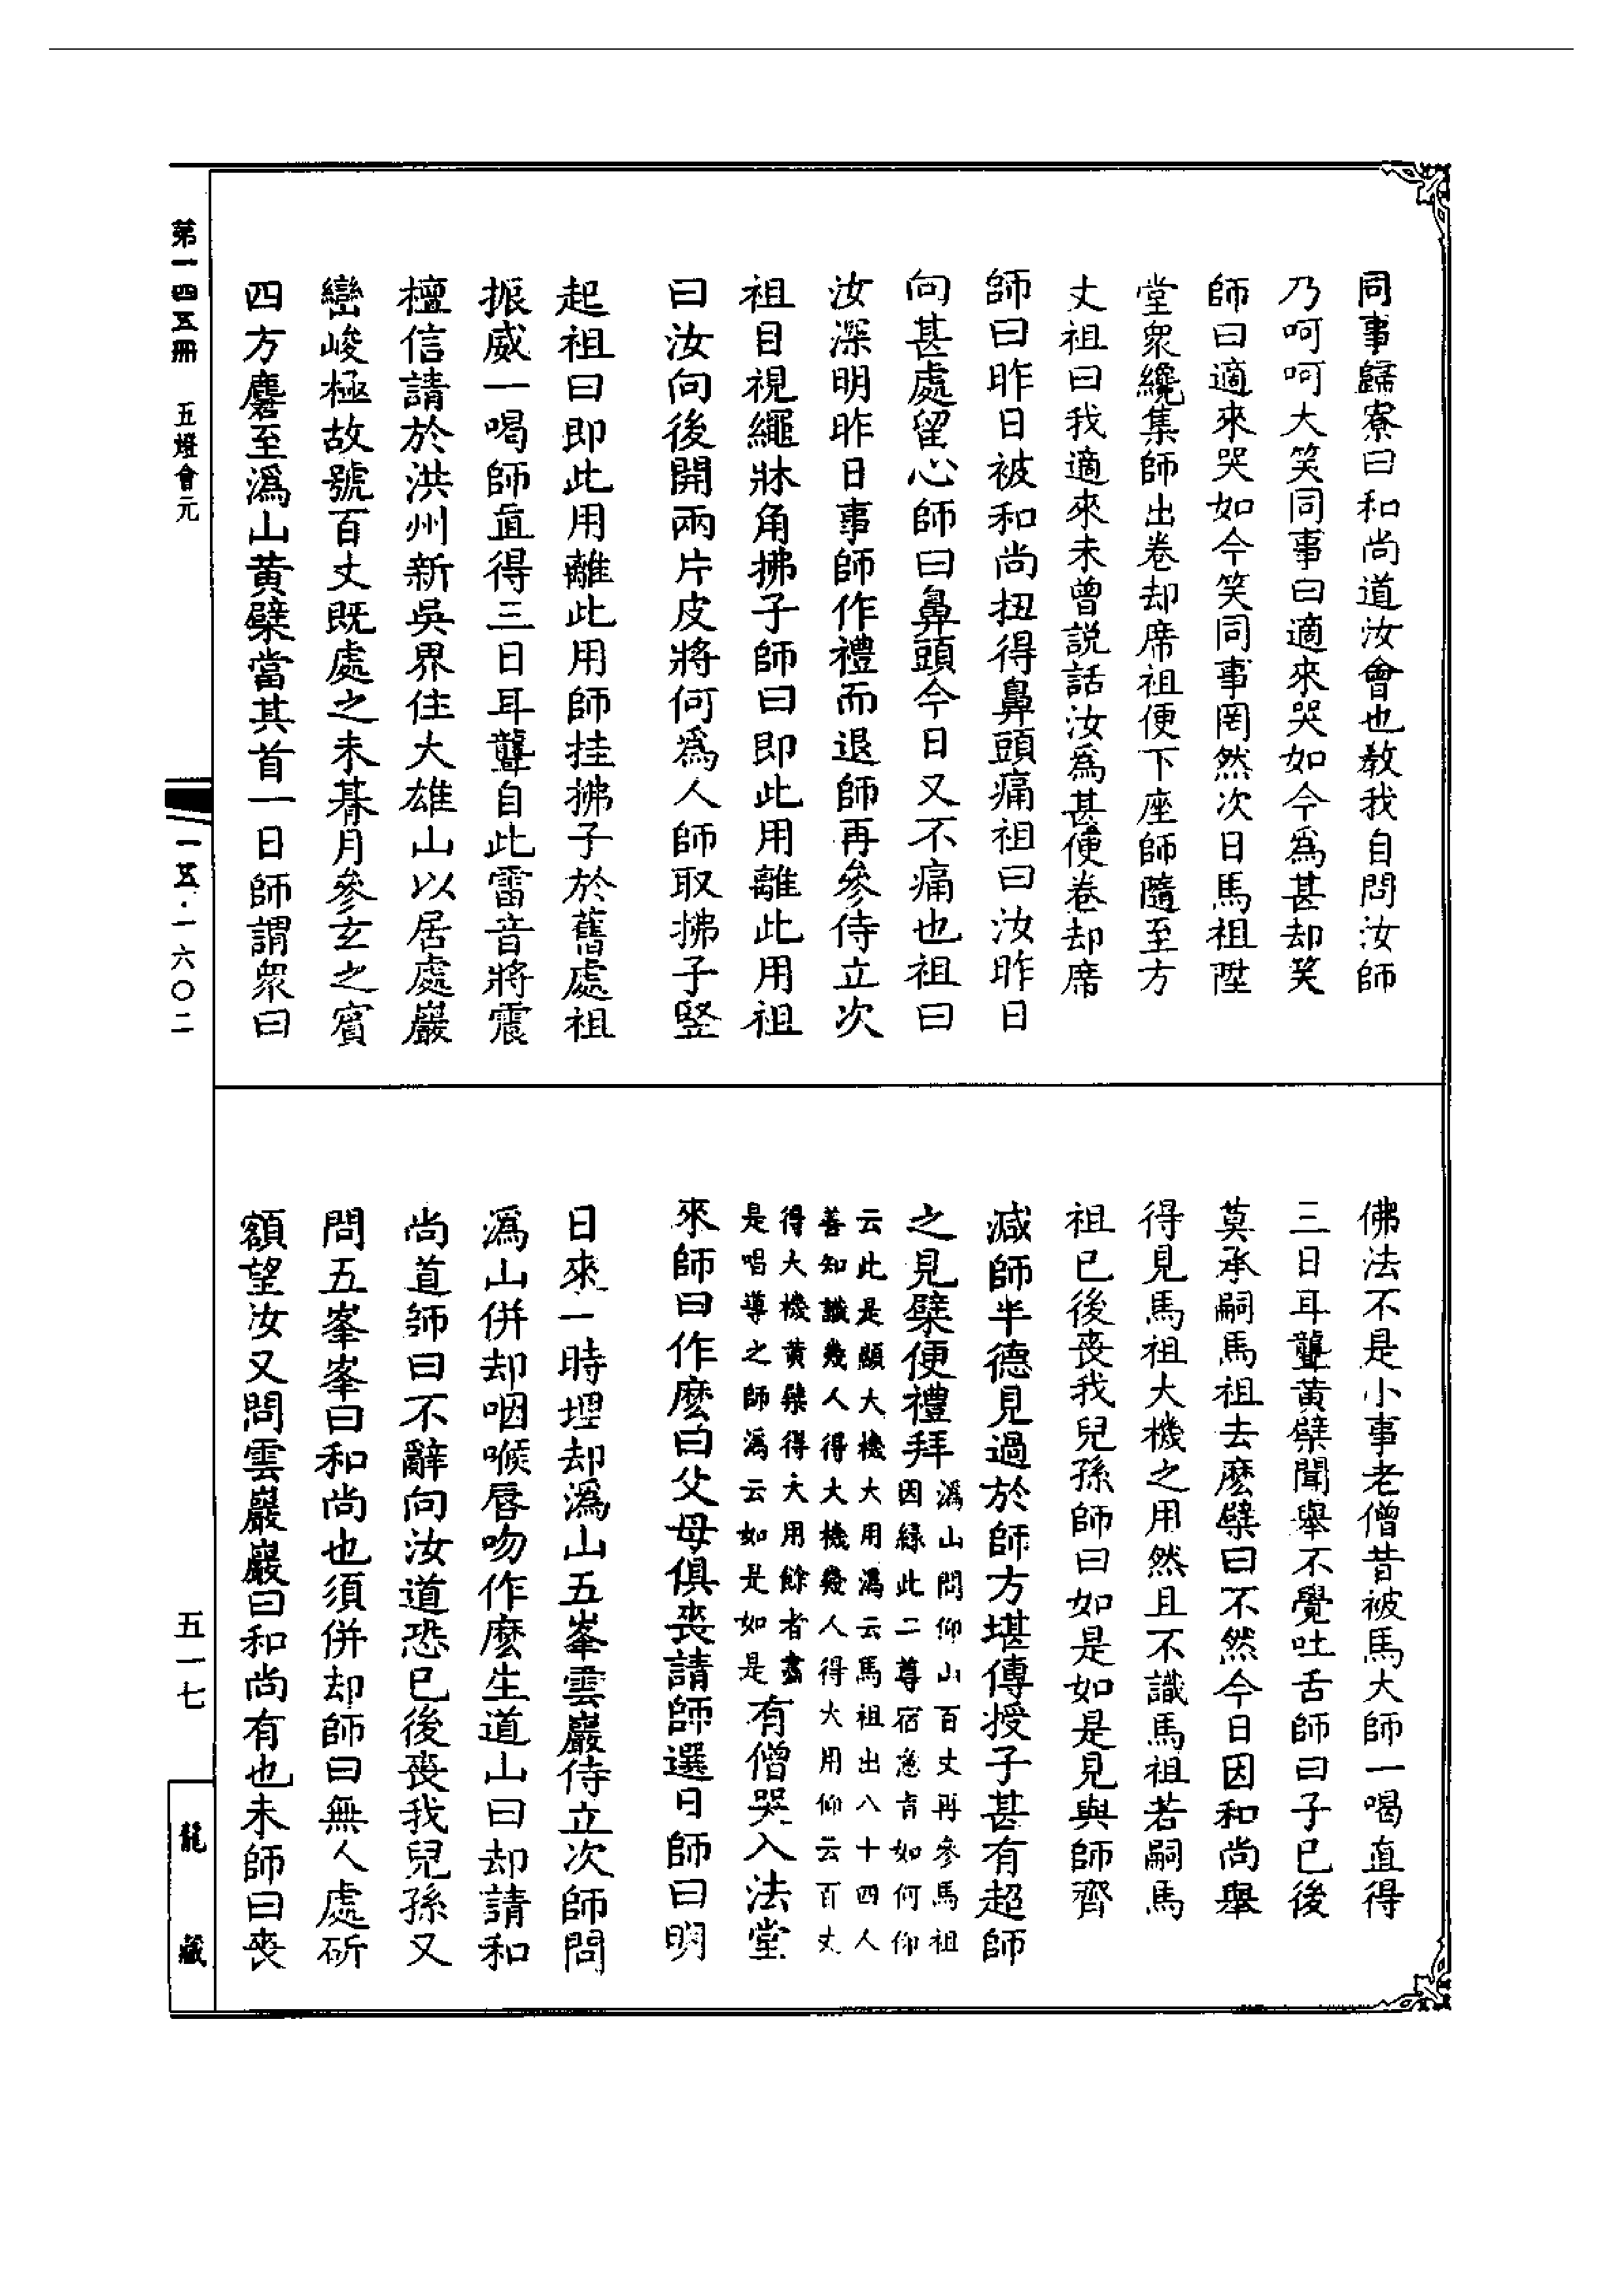 同事歸寮曰和尚道汝會也教我自問汝師
乃呵呵大笑同事曰適來哭如今爲甚却笑
師曰適來哭如今笑同事罔然次日馬祖陞
堂衆纔集師出卷却席祖便下座師隨至方
丈祖曰我適來未曾說話汝爲甚便卷却席
師曰昨日被和尚扭得鼻頭痛祖曰汝昨日
向甚處留心師曰鼻頭今日又不痛也祖曰
汝深明昨日事師作禮而退師再參侍立次
祖目視繩牀角拂子師曰即此用離此用祖
曰汝向後開兩片皮將何爲人師取拂子竪
起祖曰即此用離此用師挂拂子於舊處祖
振威一喝師直得三日耳聾自此雷音將震
檀信請於洪州新吳界住大雄山以居處巖
巒峻極故號百丈既處之未朞月參玄之賓
四方麏至潙山黃檗當其首一日師謂衆曰
佛法不是小事老僧昔被馬大師一喝直得
三日耳聾黃檗聞舉不覺吐舌師曰子已後
莫承嗣馬祖去麼檗曰不然今日因和尚舉
得見馬祖大機之用然且不識馬祖若嗣馬
祖已後喪我兒孫師曰如是如是見與師齊
減師半德見過於師方堪傳授子甚有超師
之見檗便禮拜潙山問仰山百丈再參馬祖
因緣此二尊宿意旨如何仰
云此是顯大機大用潙云馬祖出八十四人
善知識幾人得大機幾人得大用仰云百丈
得大機黃檗得大用餘者盡
是唱導之師潙云如是如是有僧哭入法堂
來師曰作麼曰父母俱喪請師選日師曰明
日來一時埋却潙山五峯雲巖侍立次師問
潙山併却咽喉唇吻作麼生道山曰却請和
尚道師曰不辭向汝道恐已後喪我兒孫又
問五峯峯曰和尚也須併却師曰無人處斫
額望汝又問雲巖巖曰和尚有也未師曰喪
第一四五冊　五燈會元
一五·一六〇二
五一七
龍藏